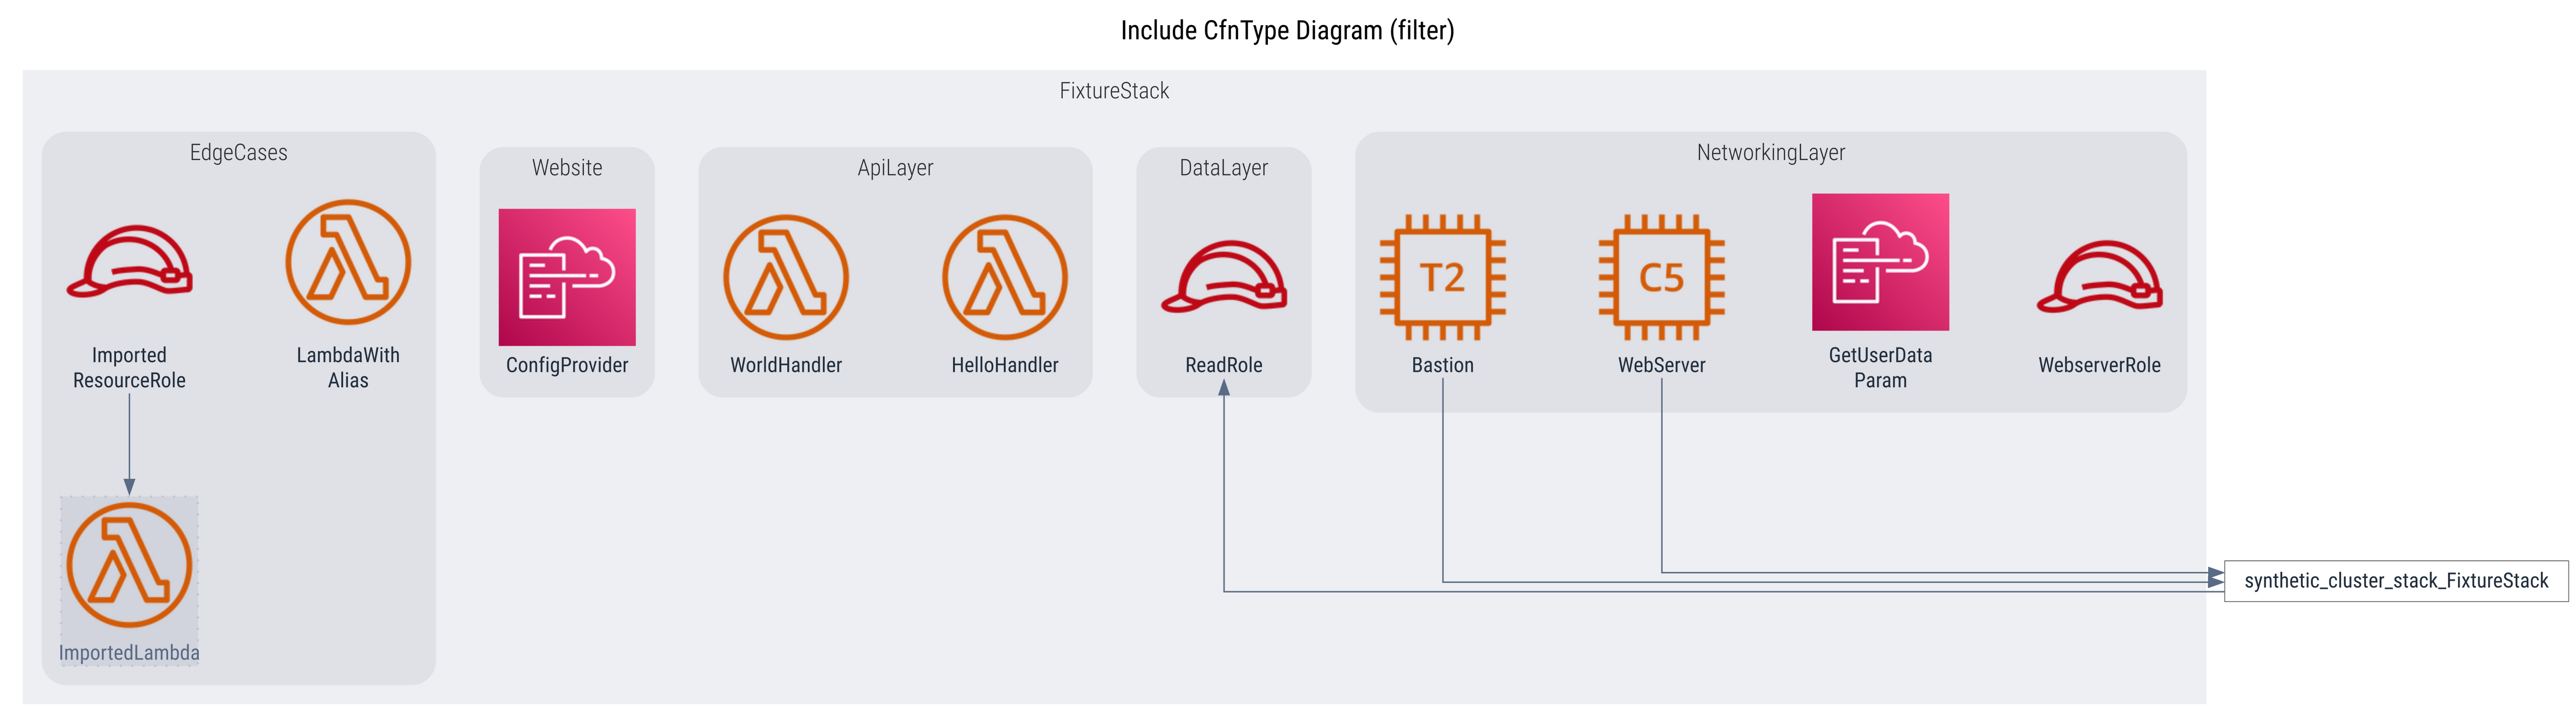 Include CfnType Diagram (filter)
FixtureStack
EdgeCases
Imported
ResourceRole
LambdaWith
Alias
ImportedLambda
Website
ConfigProvider
ApiLayer
WorldHandler
HelloHandler
DataLayer
ReadRole
NetworkingLayer
T2
Bastion
C5
WebServer
GetUserData
Param
WebserverRole
synthetic_cluster_stack_FixtureStack